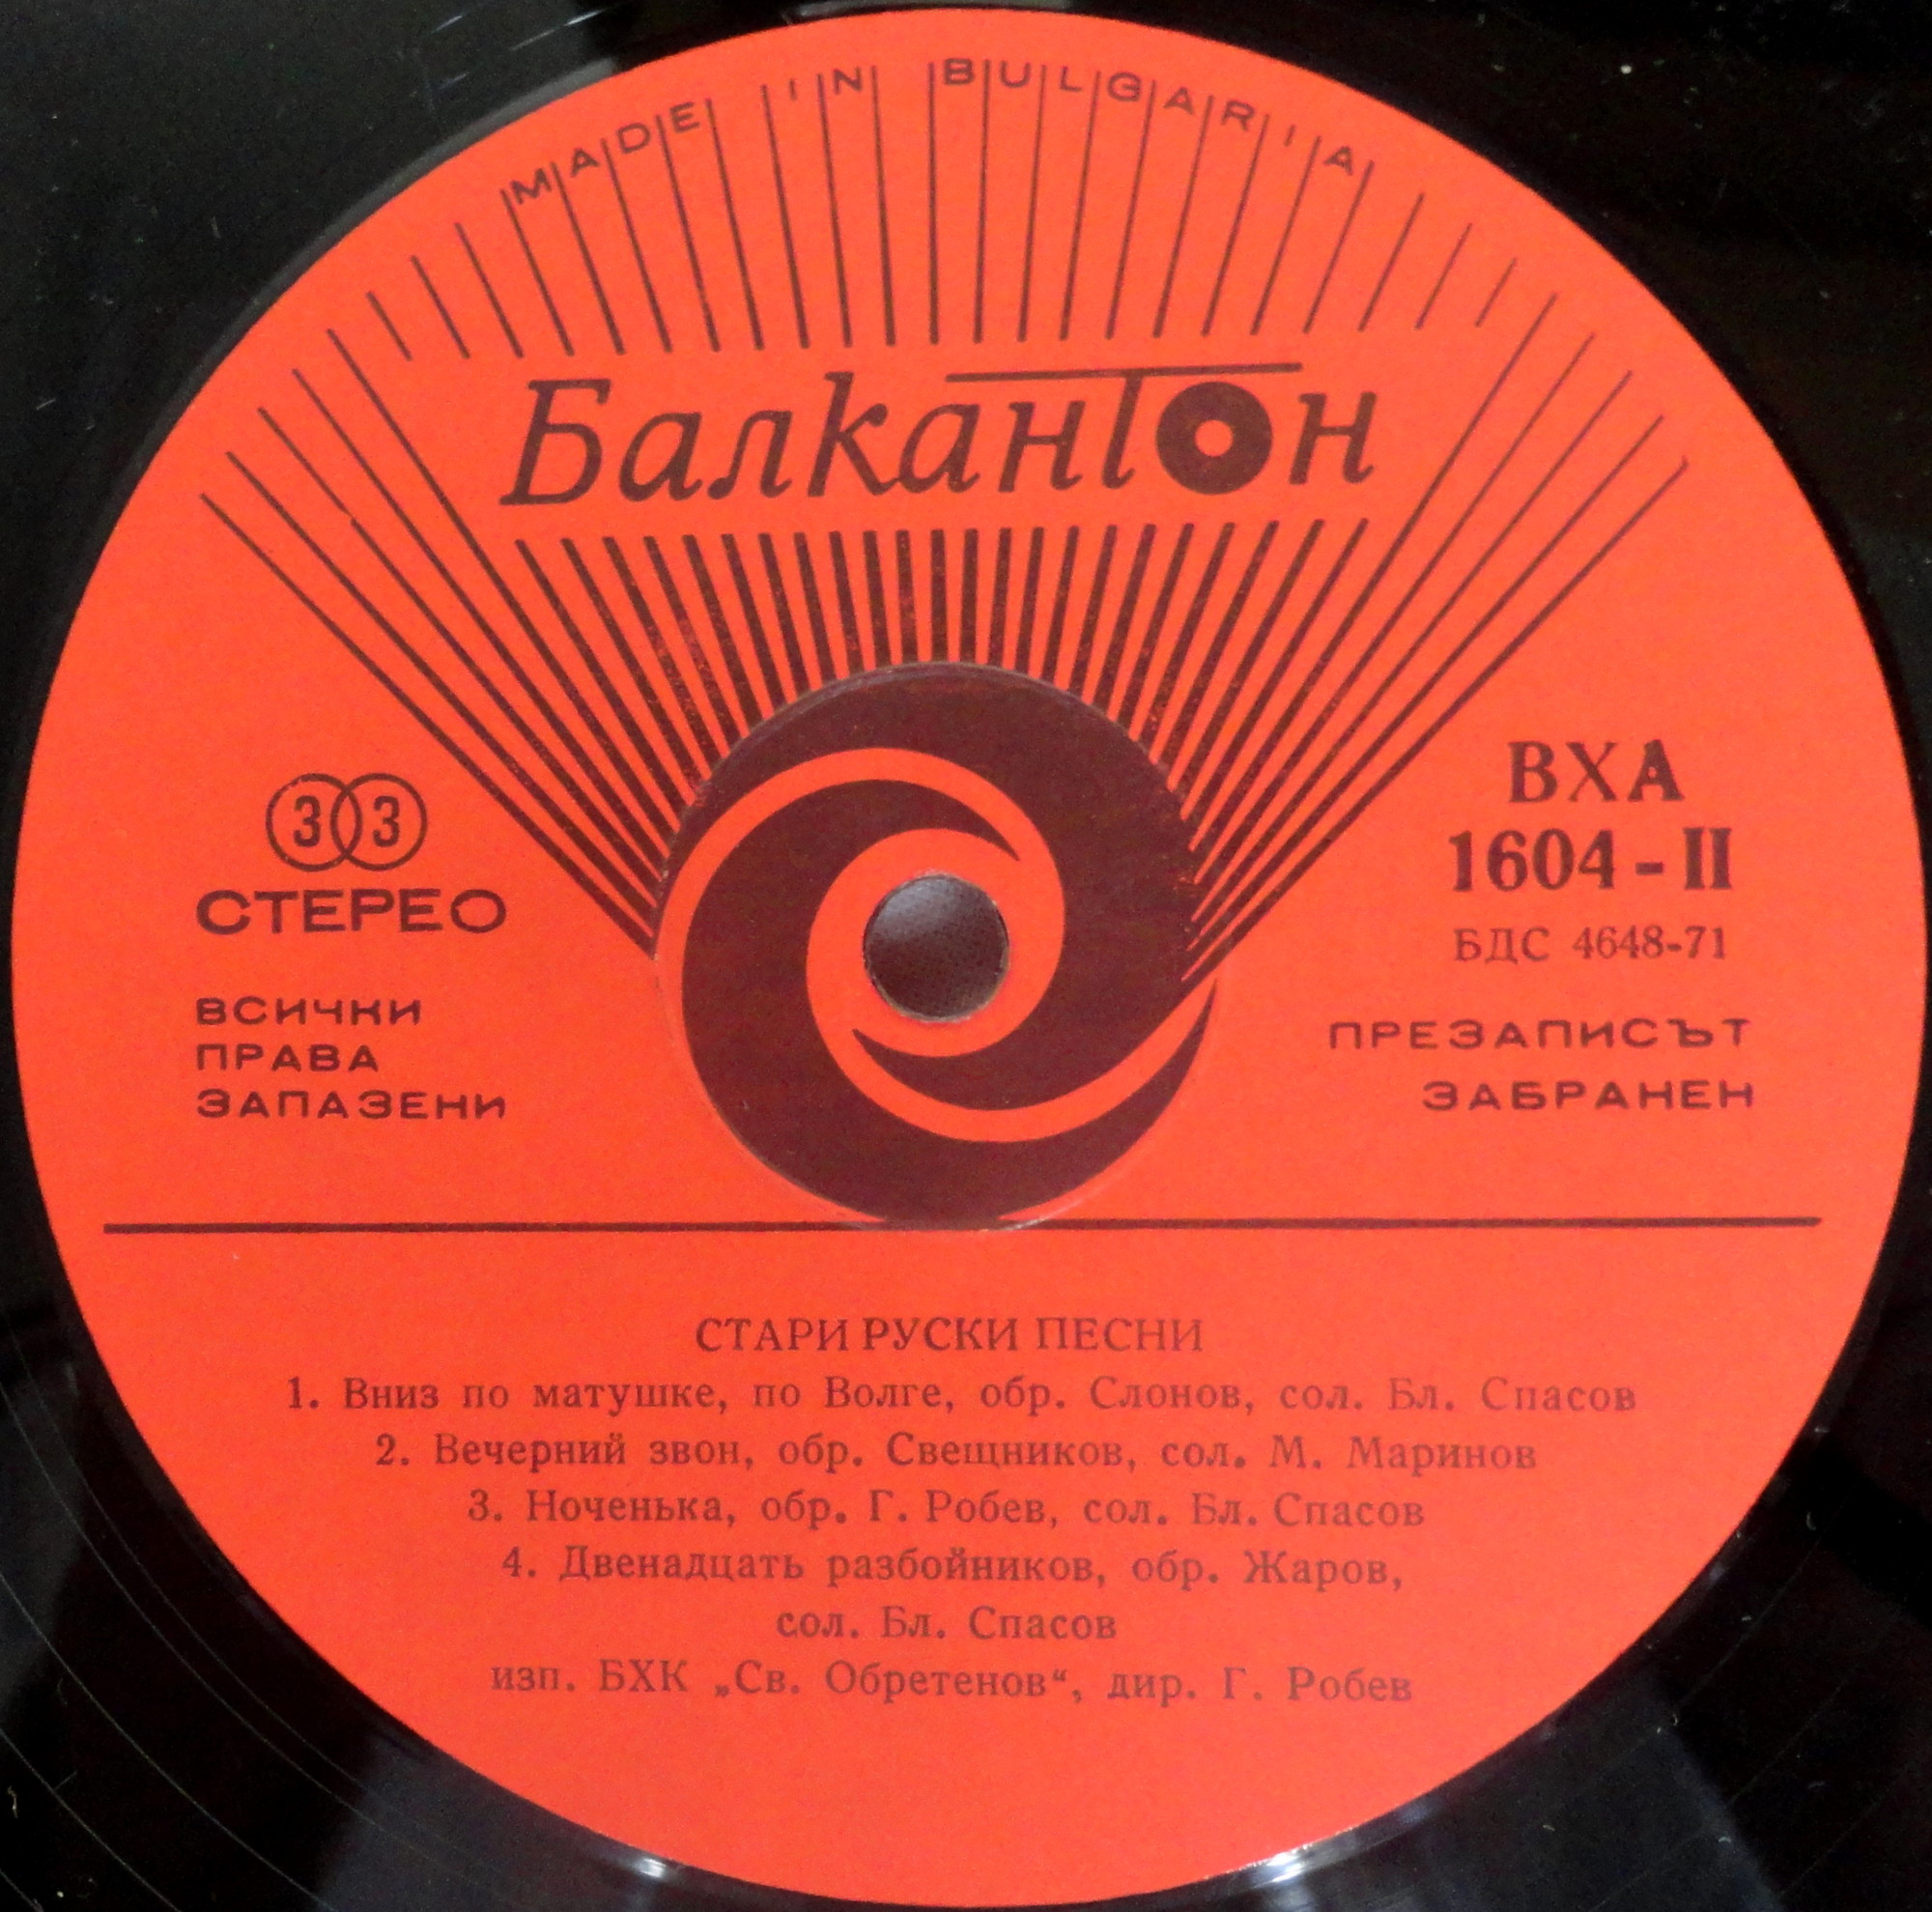 MADE IN BULGARIA
Балкантон
33
СТЕРЕО
ВСИЧКИ
ПРАВА
ЗАПАЗЕНИ
ВХА
1604-II
БДС 4648-71
ПРЕЗАПИСЪТ
ЗАБРАНЕН
СТАРИ РУСКИ ПЕСНИ
1. Вниз по матушке, по Волге, обр. Слонов, сол. Бл. Спасов
2. Вечерний звон, обр. Свещников, сол. М. Маринов
3. Ноченька, обр. Г. Робев, сол. Бл. Спасов
4. Двенадцать разбойников, обр. Жаров,
сол. Бл. Спасов
изп. БХК „Св. Обретенов“, дир. Г. Робев